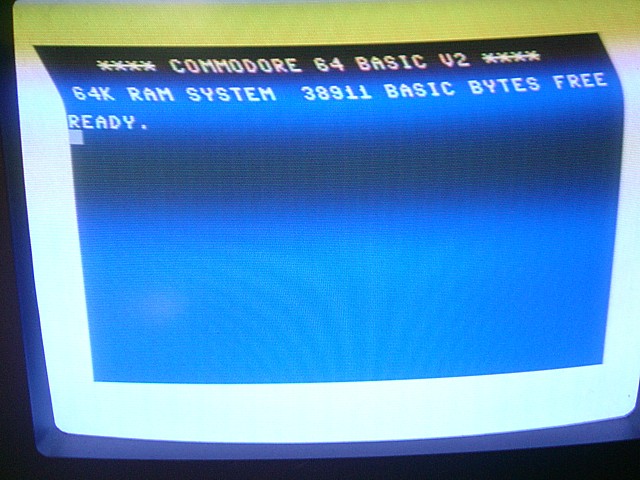 **** COMMODORE 64 BASIC V2 ****
64K RAM SYSTEM 38911 BASIC BYTES FREE
READY.